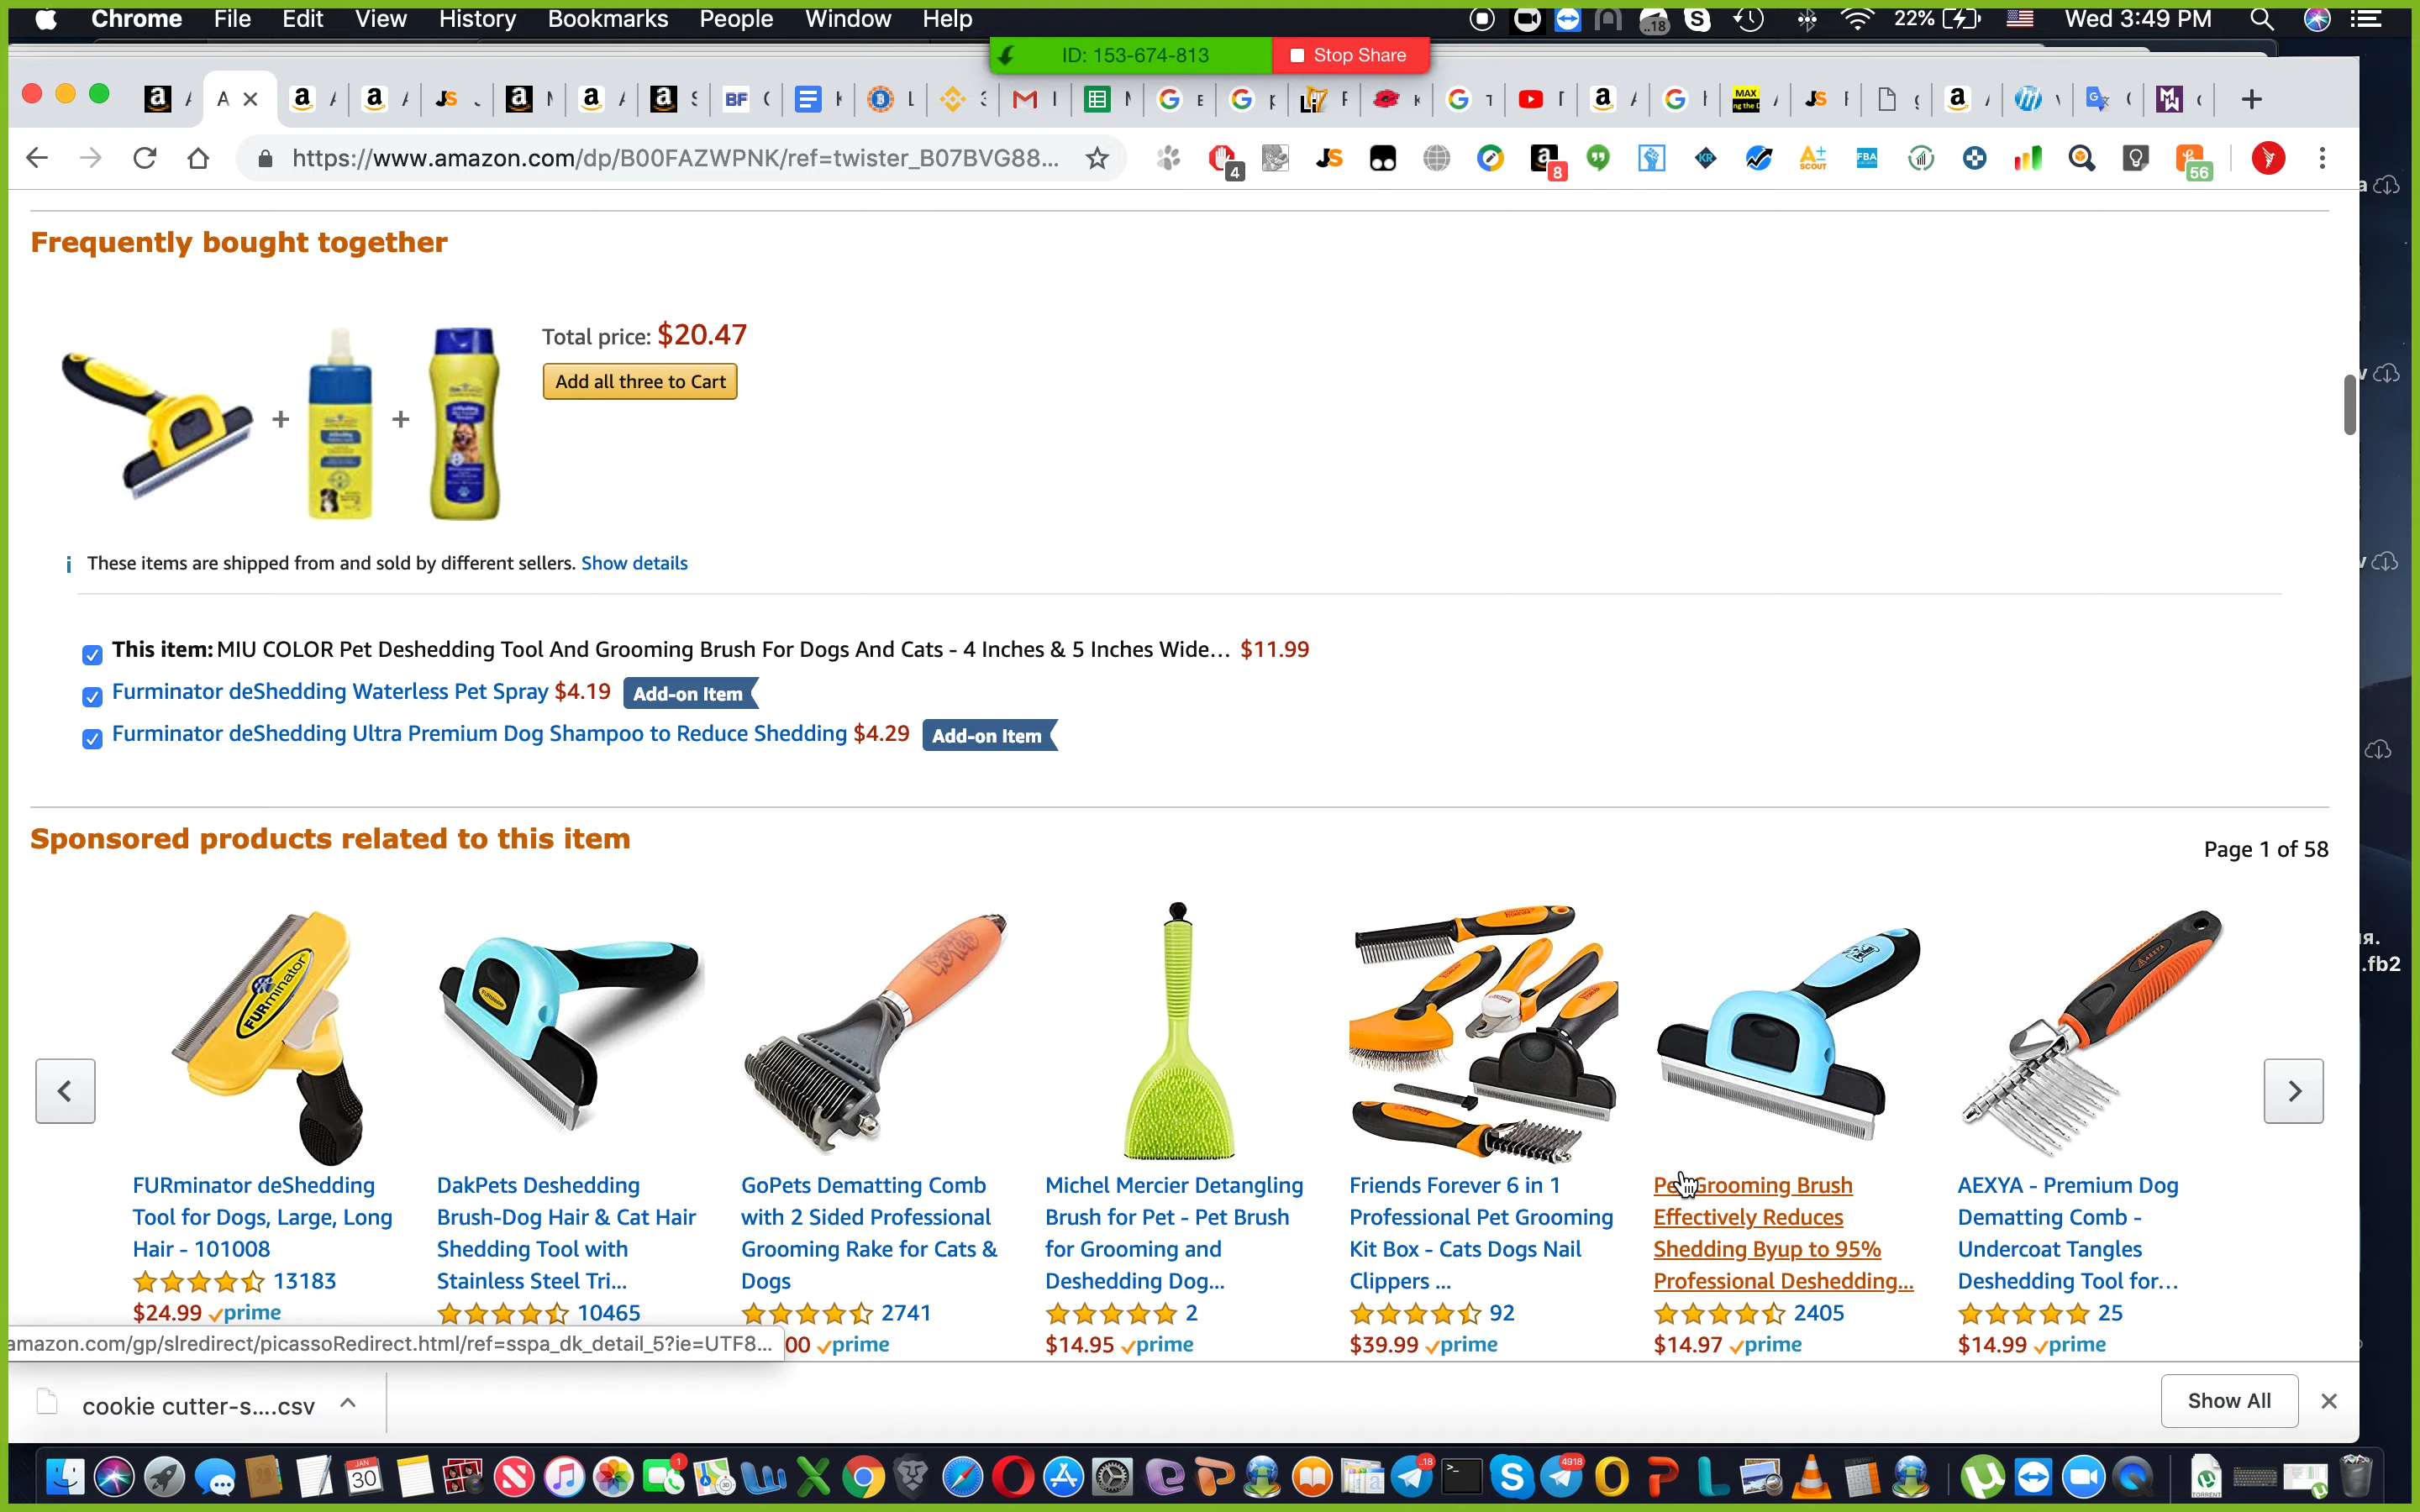 Chrome File Edit View History Bookmarks People Window Help
22% Wed 3:49 PM
ID: 153-674-813 Stop Share
https://www.amazon.com/dp/B00FAZWPNK/ref=twister_B07BVG88...
Frequently bought together
Total price: $20.47
Add all three to Cart
These items are shipped from and sold by different sellers. Show details
This item: MIU COLOR Pet Deshedding Tool And Grooming Brush For Dogs And Cats - 4 Inches & 5 Inches Wide... $11.99
Furminator deShedding Waterless Pet Spray $4.19 Add-on Item
Furminator deShedding Ultra Premium Dog Shampoo to Reduce Shedding $4.29 Add-on Item
Sponsored products related to this item
Page 1 of 58
FURminator
FURminator deShedding
Tool for Dogs, Large, Long
Hair - 101008
13183
$24.99 prime
DakPets Deshedding
Brush-Dog Hair & Cat Hair
Shedding Tool with
Stainless Steel Tri...
10465
GoPets Dematting Comb
with 2 Sided Professional
Grooming Rake for Cats &
Dogs
2741
00 prime
Michel Mercier Detangling
Brush for Pet - Pet Brush
for Grooming and
Deshedding Dog...
2
$14.95 prime
Friends Forever 6 in 1
Professional Pet Grooming
Kit Box - Cats Dogs Nail
Clippers ...
92
$39.99 prime
Grooming Brush
Effectively Reduces
Shedding Byup to 95%
Professional Deshedding...
2405
$14.97 prime
AEXYA - Premium Dog
Dematting Comb -
Undercoat Tangles
Deshedding Tool for...
25
$14.99 prime
amazon.com/gp/slredirect/picassoRedirect.html/ref=sspa_dk_detail_5?ie=UTF8...
cookie cutter-s....csv
Show All
.fb2